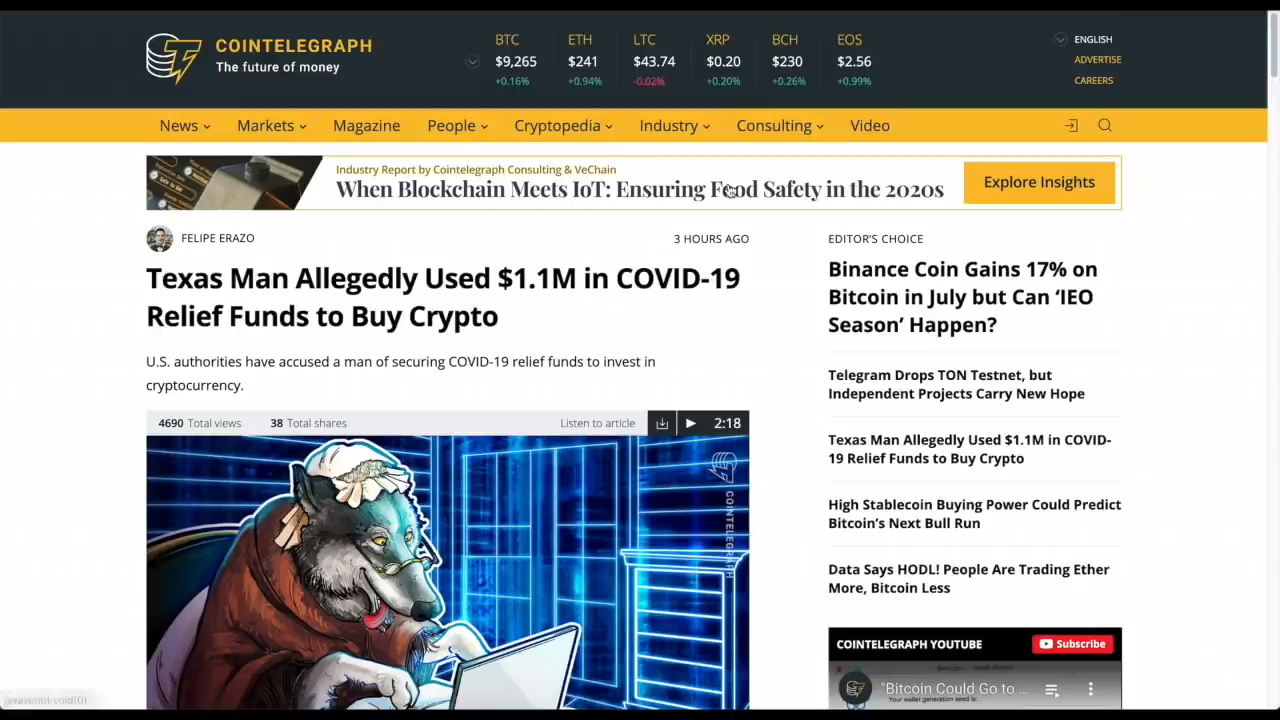 COINTELEGRAPH
The future of money
BTC ETH LTC XRP BCH EOS
$9,265 $241 $43.74 $0.20 $230 $2.56
+0.16% +0.94% -0.02% +0.20% +0.26% +0.99%
ENGLISH
ADVERTISE
CAREERS
News Markets Magazine People Cryptopedia Industry Consulting Video
Industry Report by Cointelegraph Consulting & VeChain
When Blockchain Meets IoT: Ensuring Food Safety in the 2020s
Explore Insights
FELIPE ERAZO 3 HOURS AGO
Texas Man Allegedly Used $1.1M in COVID-19
Relief Funds to Buy Crypto
U.S. authorities have accused a man of securing COVID-19 relief funds to invest in
cryptocurrency.
4690 Total views 38 Total shares Listen to article 2:18
COINTELEGRAPH
EDITOR'S CHOICE
Binance Coin Gains 17% on
Bitcoin in July but Can ‘IEO
Season’ Happen?
Telegram Drops TON Testnet, but
Independent Projects Carry New Hope
Texas Man Allegedly Used $1.1M in COVID-
19 Relief Funds to Buy Crypto
High Stablecoin Buying Power Could Predict
Bitcoin’s Next Bull Run
Data Says HODL! People Are Trading Ether
More, Bitcoin Less
COINTELEGRAPH YOUTUBE Subscribe
"Bitcoin Could Go to ...
Your wallet generation seed is: